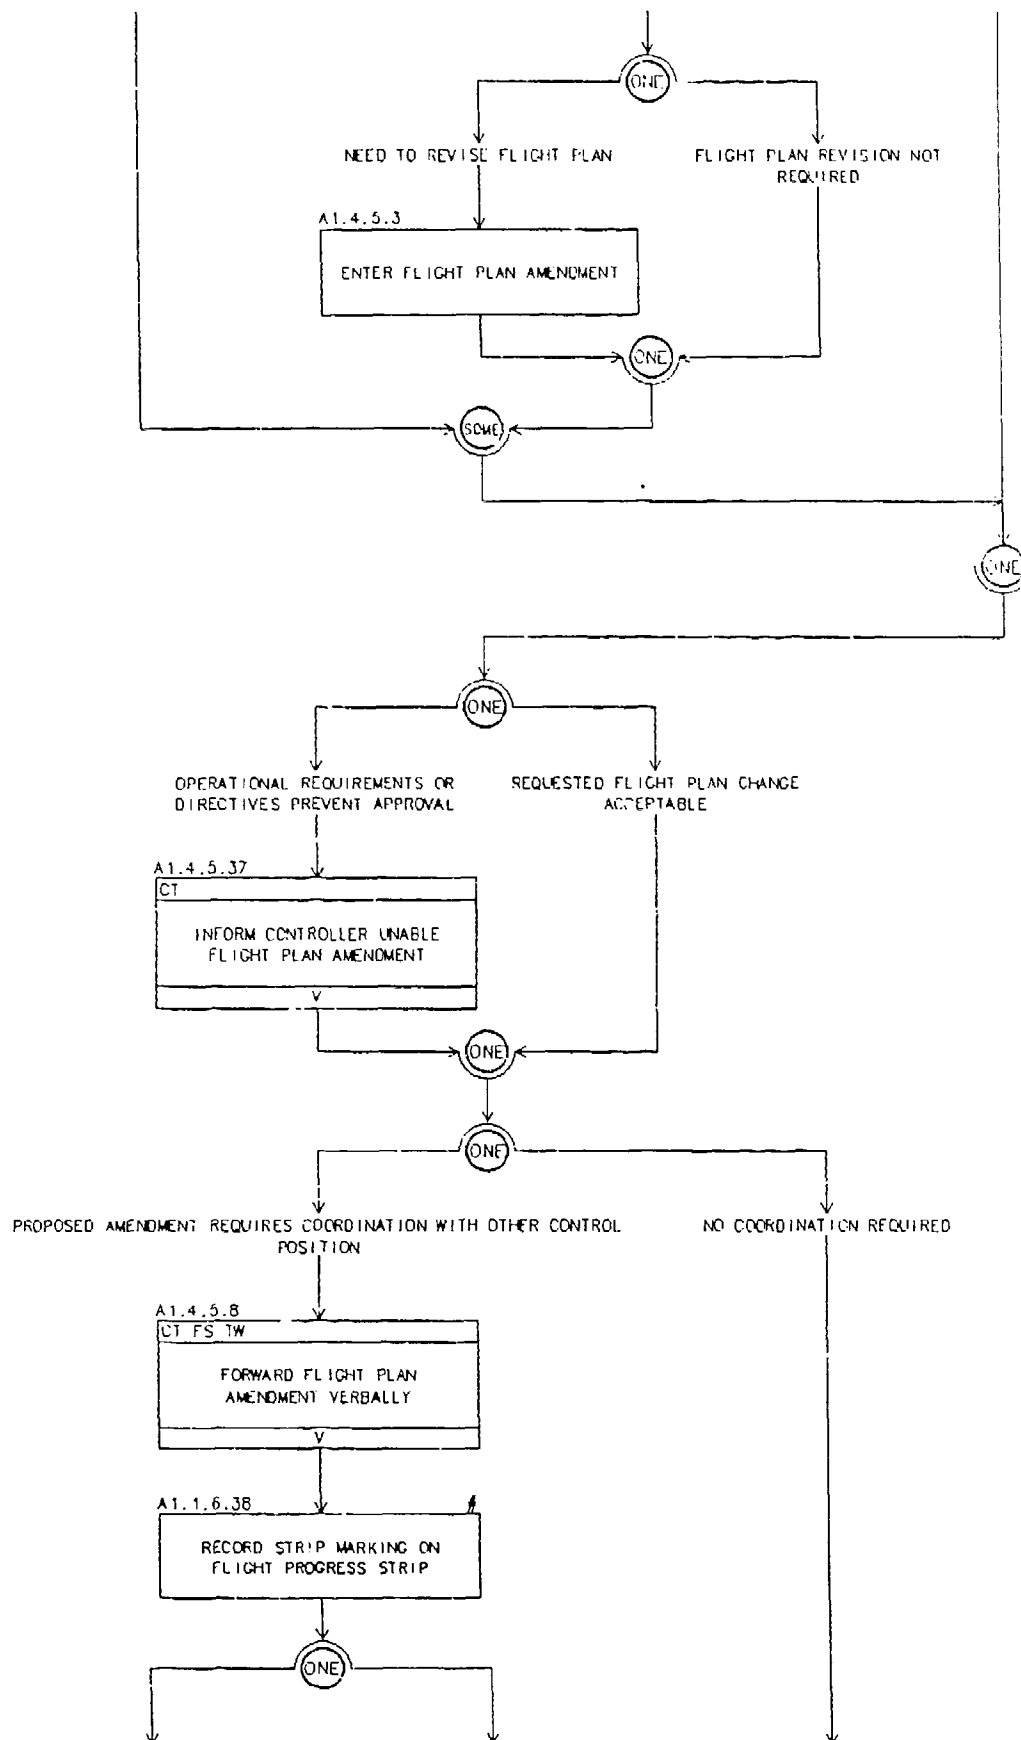 ONE
NEED TO REVISE FLIGHT PLAN
FLIGHT PLAN REVISION NOT
REQUIRED
A1.4.5.3
ENTER FLIGHT PLAN AMENDMENT
ONE
SOME
ONE
ONE
OPERATIONAL REQUIREMENTS OR
DIRECTIVES PREVENT APPROVAL
REQUESTED FLIGHT PLAN CHANGE
ACCEPTABLE
A1.4.5.37
CT
INFORM CONTROLLER UNABLE
FLIGHT PLAN AMENDMENT
V
ONE
ONE
PROPOSED AMENDMENT REQUIRES COORDINATION WITH OTHER CONTROL
POSITION
NO COORDINATION REQUIRED
A1.4.5.8
CT FS TW
FORWARD FLIGHT PLAN
AMENDMENT VERBALLY
V
A1.1.6.38
RECORD STRIP MARKING ON
FLIGHT PROGRESS STRIP
ONE